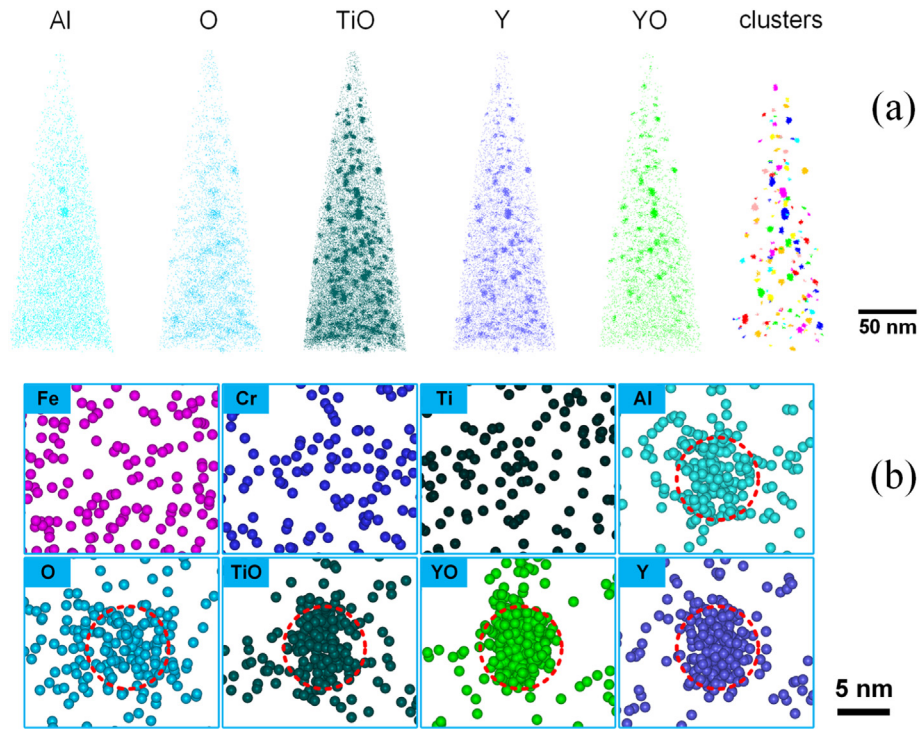 Al O TiO Y YO clusters
(a)
50 nm
Fe Cr Ti Al
(b)
O TiO YO Y
5 nm